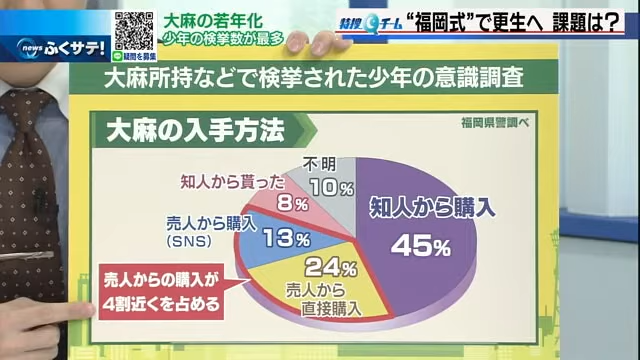 news ふくサテ!
LINE 疑問を募集
大麻の若年化
少年の検挙数が最多
特捜eチーム
“福岡式”で更生へ 課題は?
大麻所持などで検挙された少年の意識調査
大麻の入手方法
福岡県警調べ
不明
10%
知人から貰った
8%
知人から購入
45%
売人から購入
(SNS)
13%
24%
売人から
直接購入
売人からの購入が
4割近くを占める